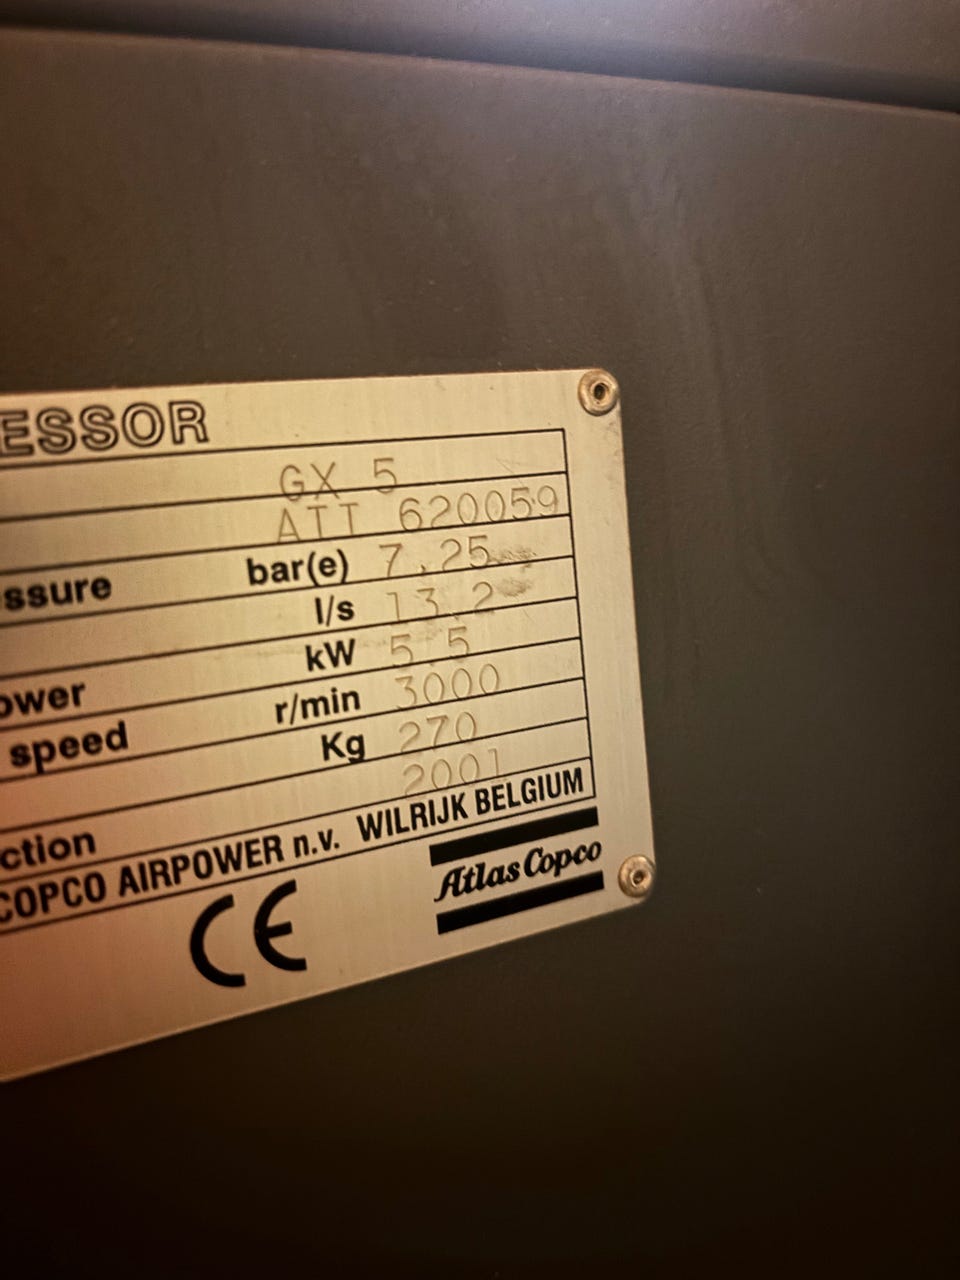 ESSOR
GX 5
ATT 620059
ssure bar(e) 7.25
l/s 13.2
kW 5.5
ower r/min 3000
speed Kg 270
2001
ction
COPCO AIRPOWER n.v. WILRIJK BELGIUM
CE Atlas Copco